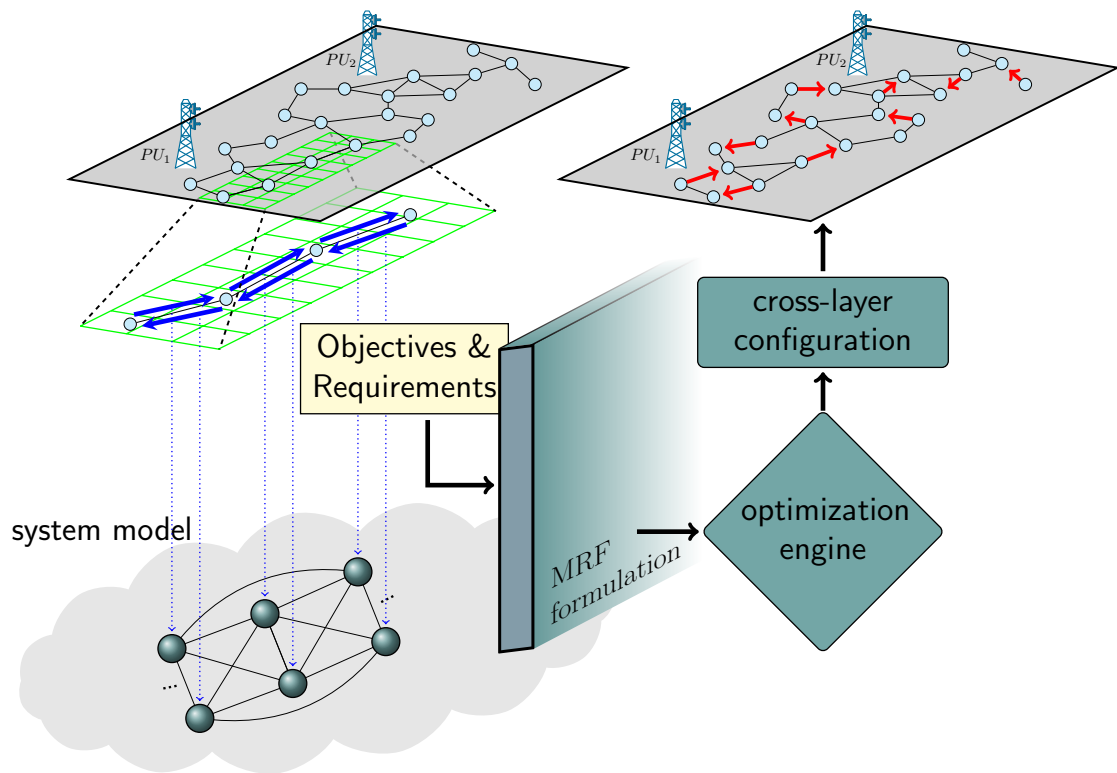 PU₂
PU₁
PU₂
PU₁
Objectives &
Requirements
cross-layer
configuration
system model
optimization
engine
MRF
formulation
...
...